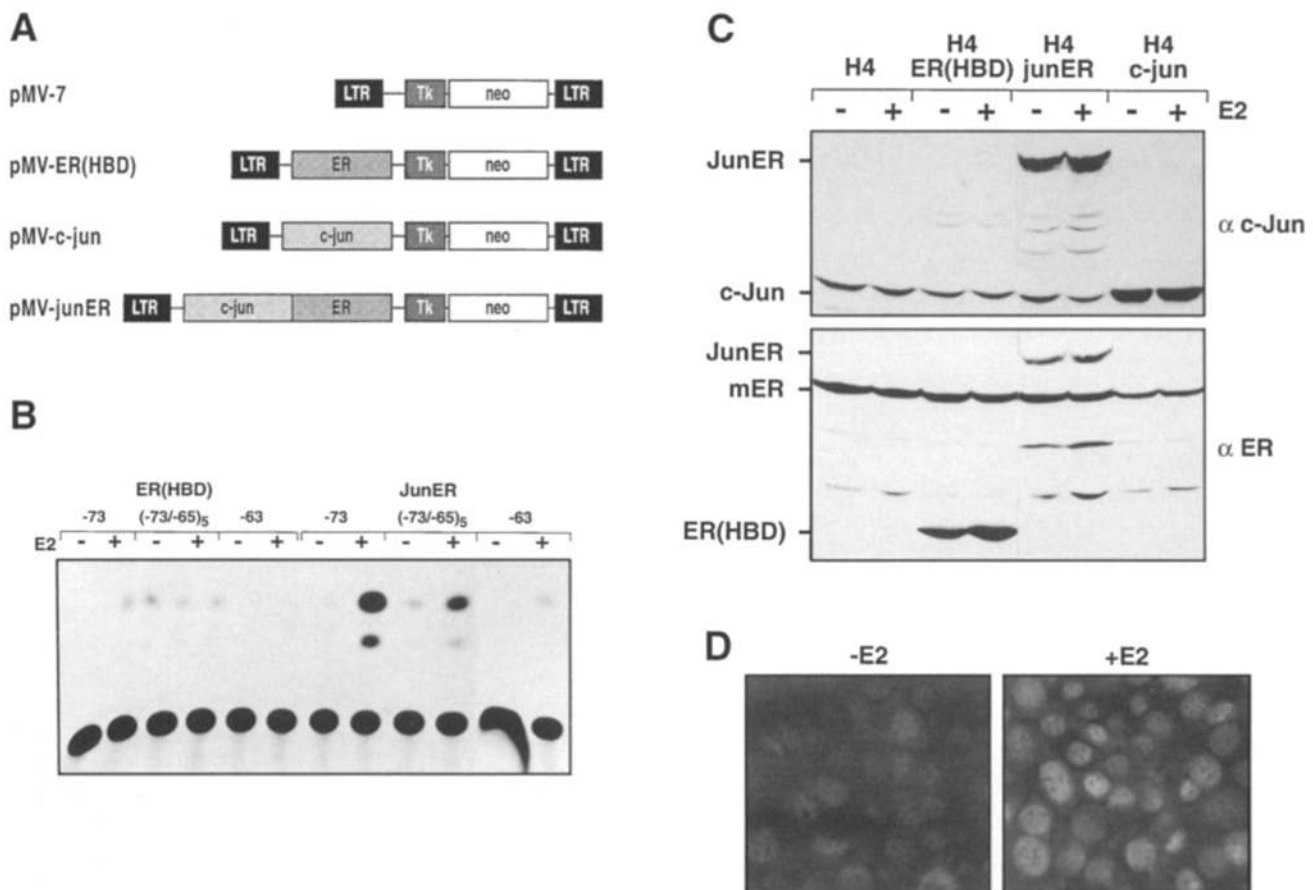 A
pMV-7 LTR Tk neo LTR
pMV-ER(HBD) LTR ER Tk neo LTR
pMV-c-jun LTR c-jun Tk neo LTR
pMV-junER LTR c-jun ER Tk neo LTR
B
ER(HBD) JunER
-73 (-73/-65)5 -63 -73 (-73/-65)5 -63
E2 - + - + - + - + - + - +
C
H4 H4 H4 H4
ER(HBD) junER c-jun
- + - + - + - + E2
JunER
α c-Jun
c-Jun
JunER
mER
α ER
ER(HBD)
D
-E2 +E2